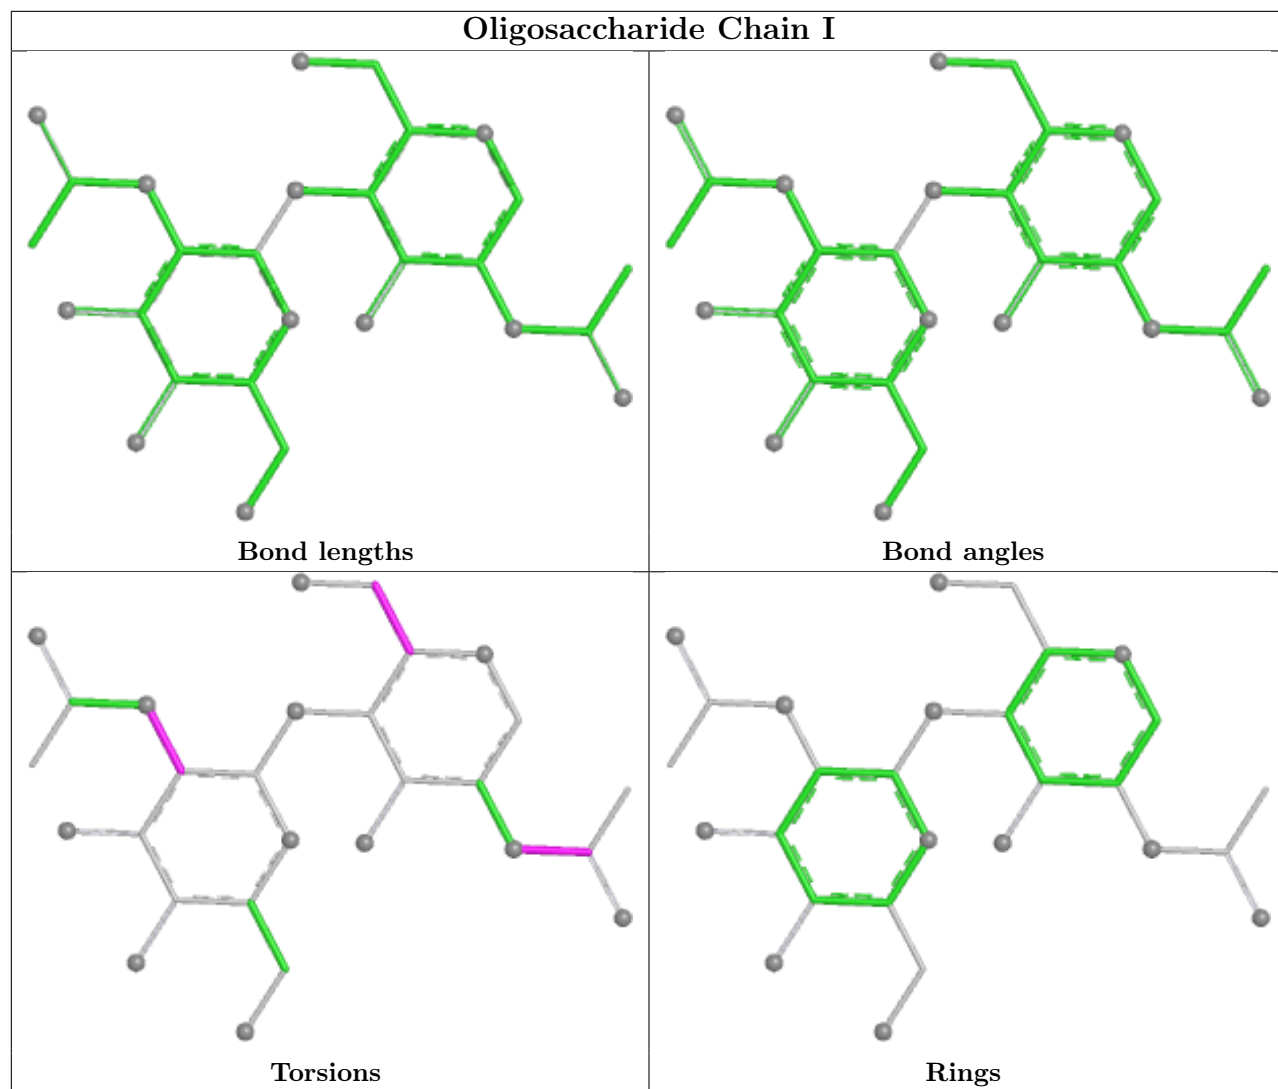 Oligosaccharide Chain I
Bond lengths
Bond angles
Torsions
Rings